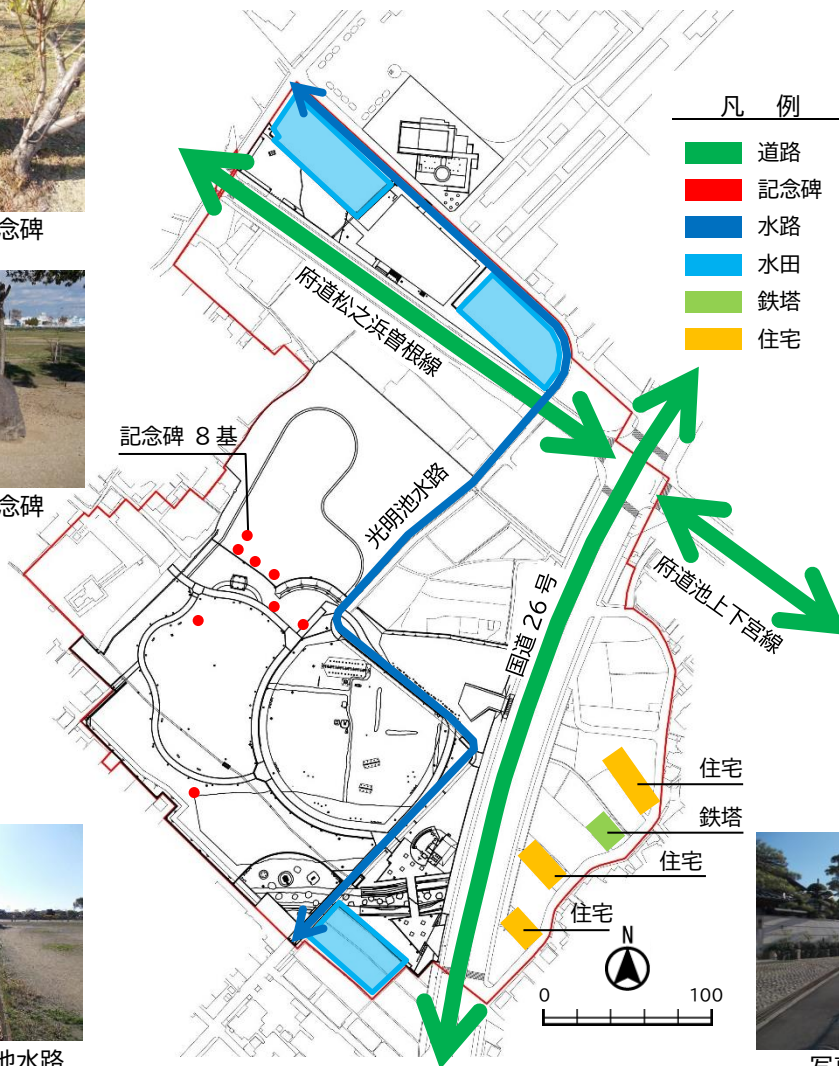 念碑
念碑
池水路
凡 例
道路
記念碑
水路
水田
鉄塔
住宅
府道松之浜曽根線
記念碑 8 基
光明池水路
国道 26 号
府道池上下宮線
住宅
鉄塔
住宅
住宅
N
0 100
写